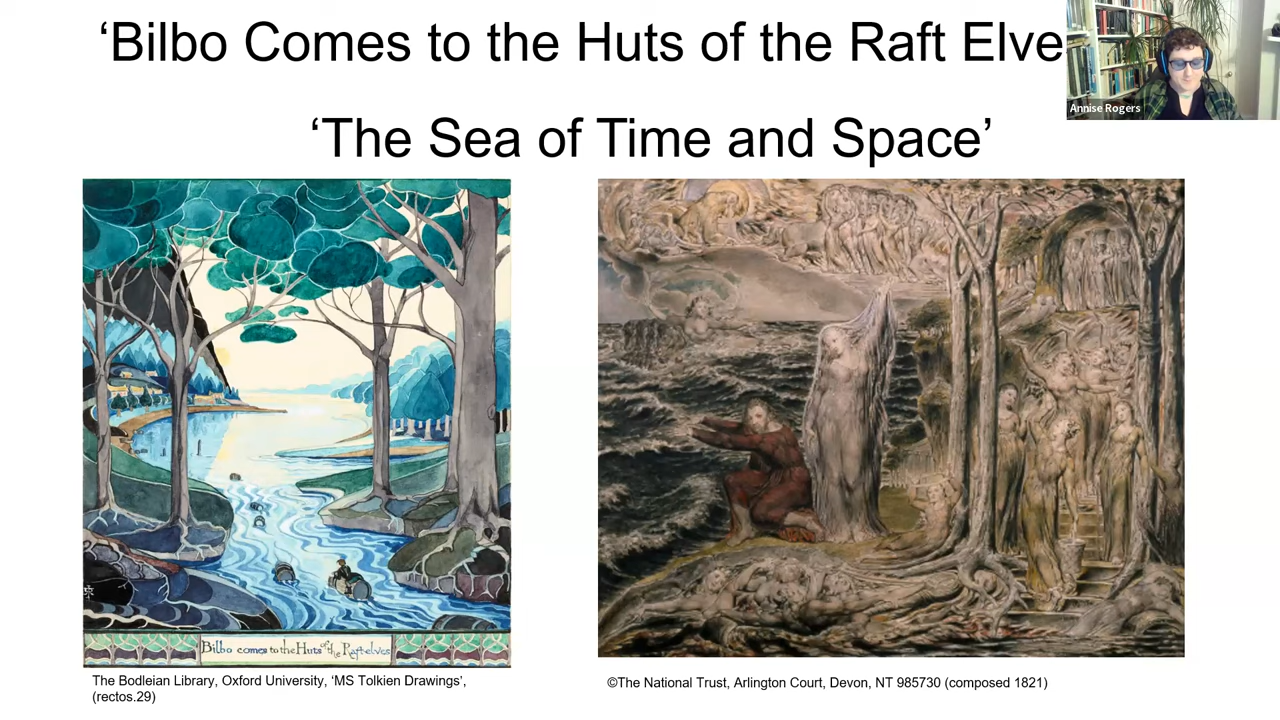 ‘Bilbo Comes to the Huts of the Raft Elve
Annise Rogers
‘The Sea of Time and Space’
Bilbo comes to the Huts of the Raft-elves
The Bodleian Library, Oxford University, ‘MS Tolkien Drawings’,
(rectos.29)
©The National Trust, Arlington Court, Devon, NT 985730 (composed 1821)